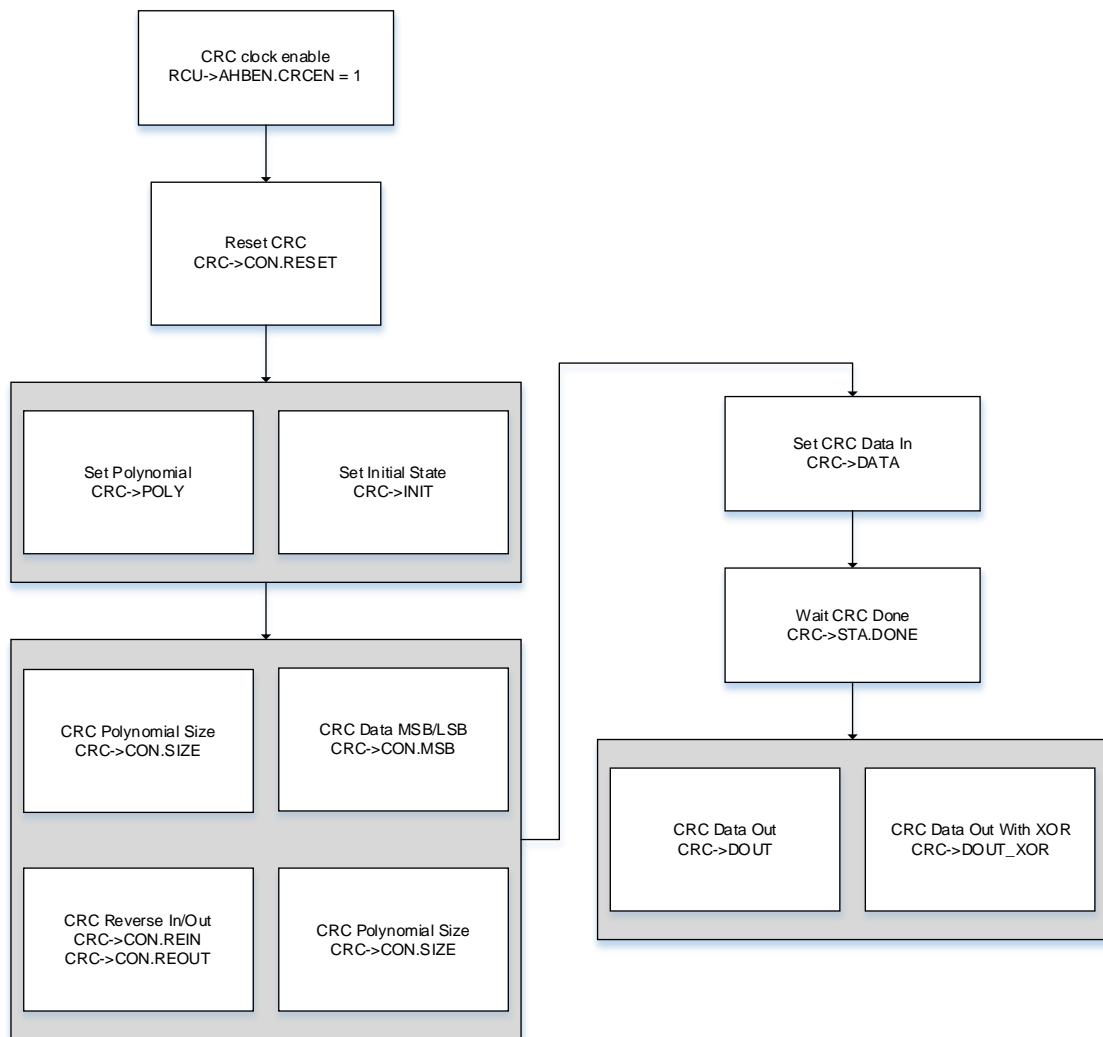 CRC clock enable
RCU->AHBEN.CRCEN = 1
Reset CRC
CRC->CON.RESET
Set Polynomial
CRC->POLY
Set Initial State
CRC->INIT
CRC Polynomial Size
CRC->CON.SIZE
CRC Data MSB/LSB
CRC->CON.MSB
CRC Reverse In/Out
CRC->CON.REIN
CRC->CON.REOUT
CRC Polynomial Size
CRC->CON.SIZE
Set CRC Data In
CRC->DATA
Wait CRC Done
CRC->STA.DONE
CRC Data Out
CRC->DOUT
CRC Data Out With XOR
CRC->DOUT_XOR